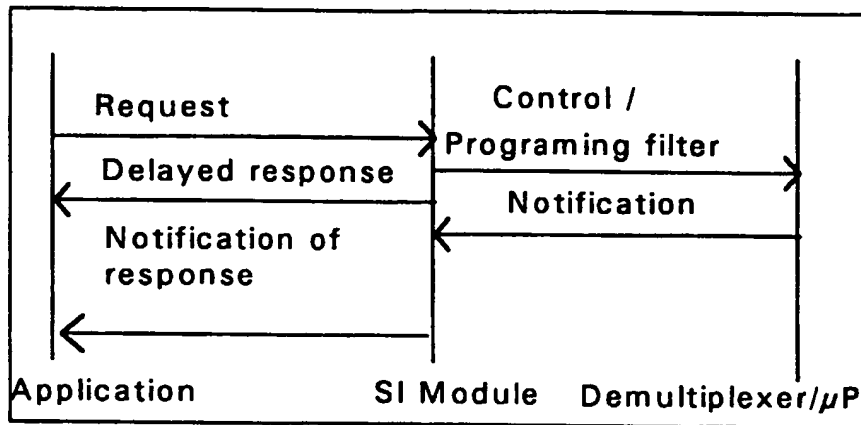 Request
Control /
Programing filter
Delayed response
Notification
Notification of
response
Application
SI Module
Demultiplexer/μP